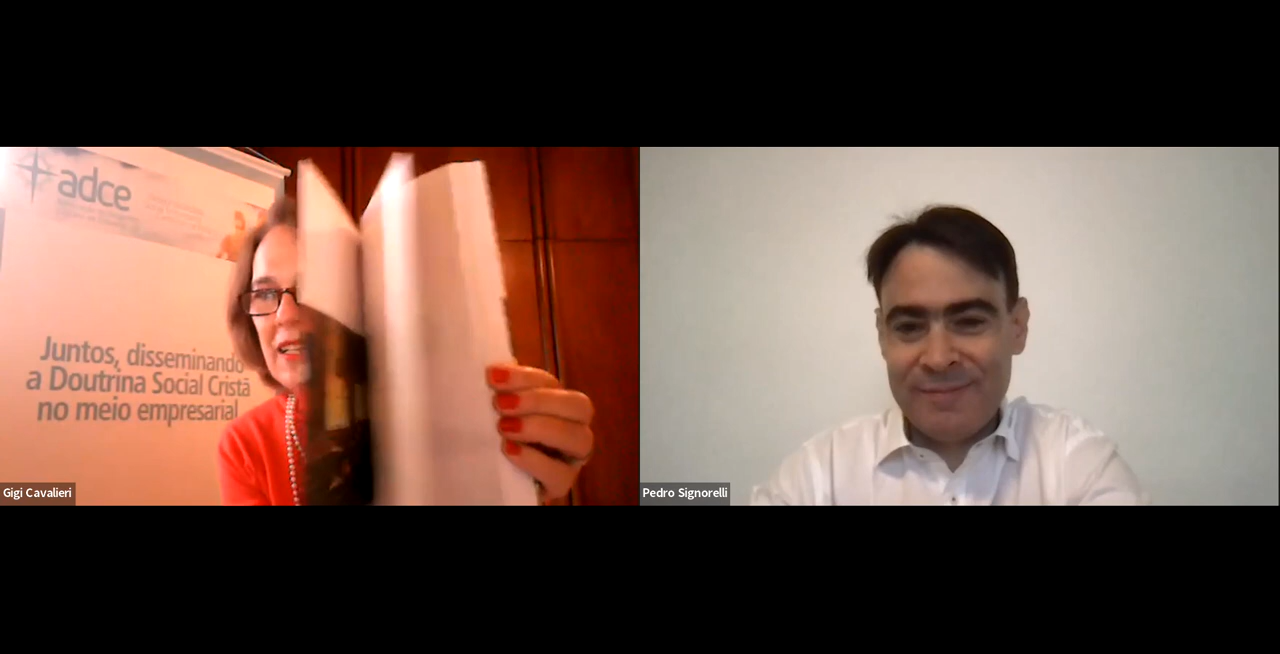 adce
Juntos, disseminando
a Doutrina Social Cristã
no meio empresarial
Gigi Cavalieri
Pedro Signorelli